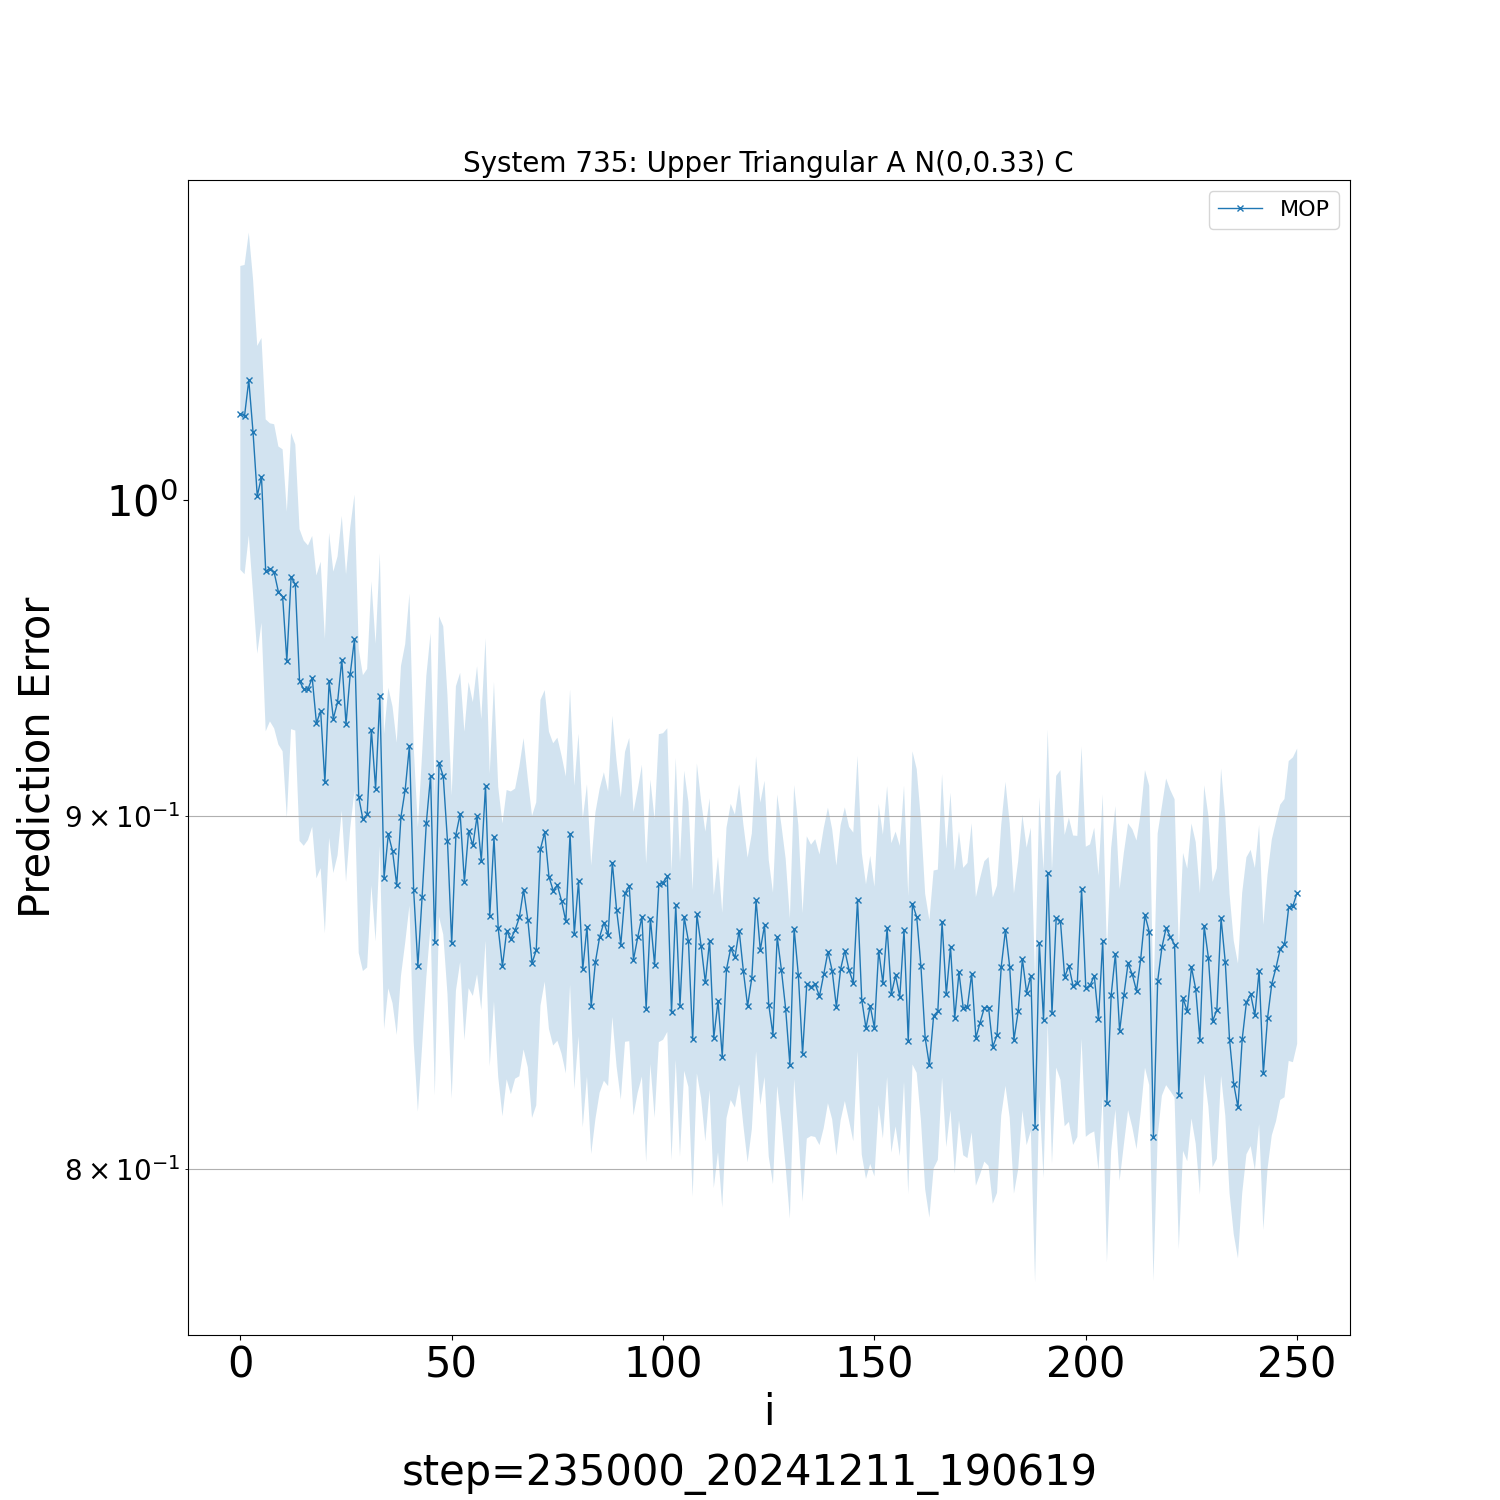 System 735: Upper Triangular A N(0,0.33) C
MOP
Prediction Error
10⁰
9 × 10⁻¹
8 × 10⁻¹
0 50 100 150 200 250
i
step=235000_20241211_190619